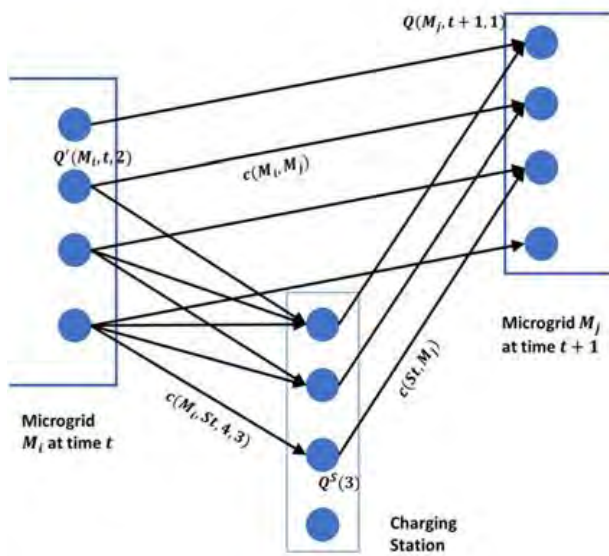 Q(M_j, t+1, 1)
Q′(M_i, t, 2)
c(M_i, M_j)
Microgrid M_j
at time t + 1
c(St, M_j)
c(M_i, St, 4, 3)
Microgrid
M_i at time t
Q^S(3)
Charging
Station